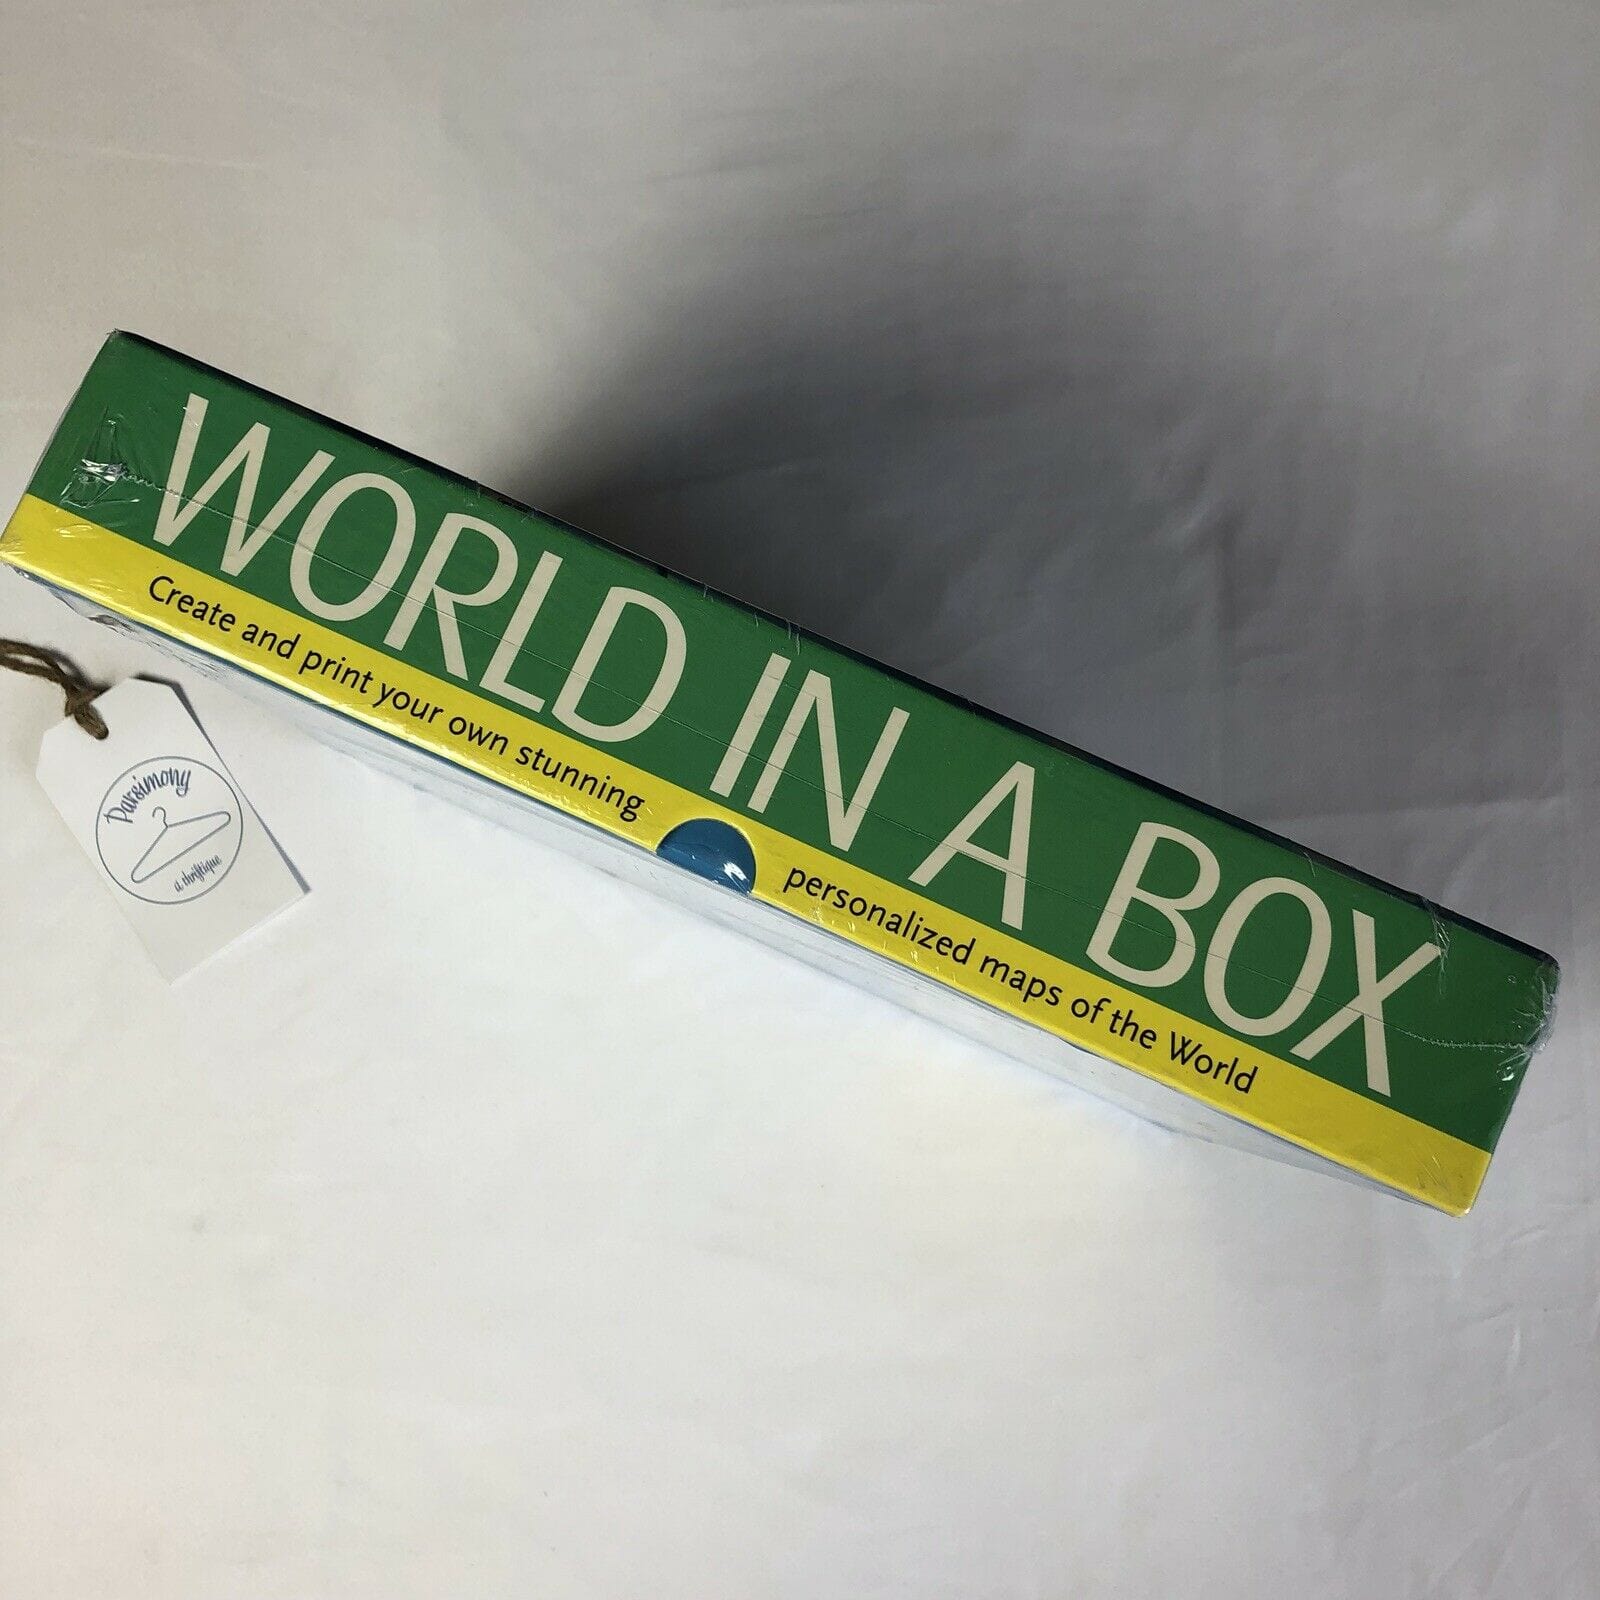 WORLD IN A BOX
Create and print your own stunning personalized maps of the World
Parsimony
a thriftique